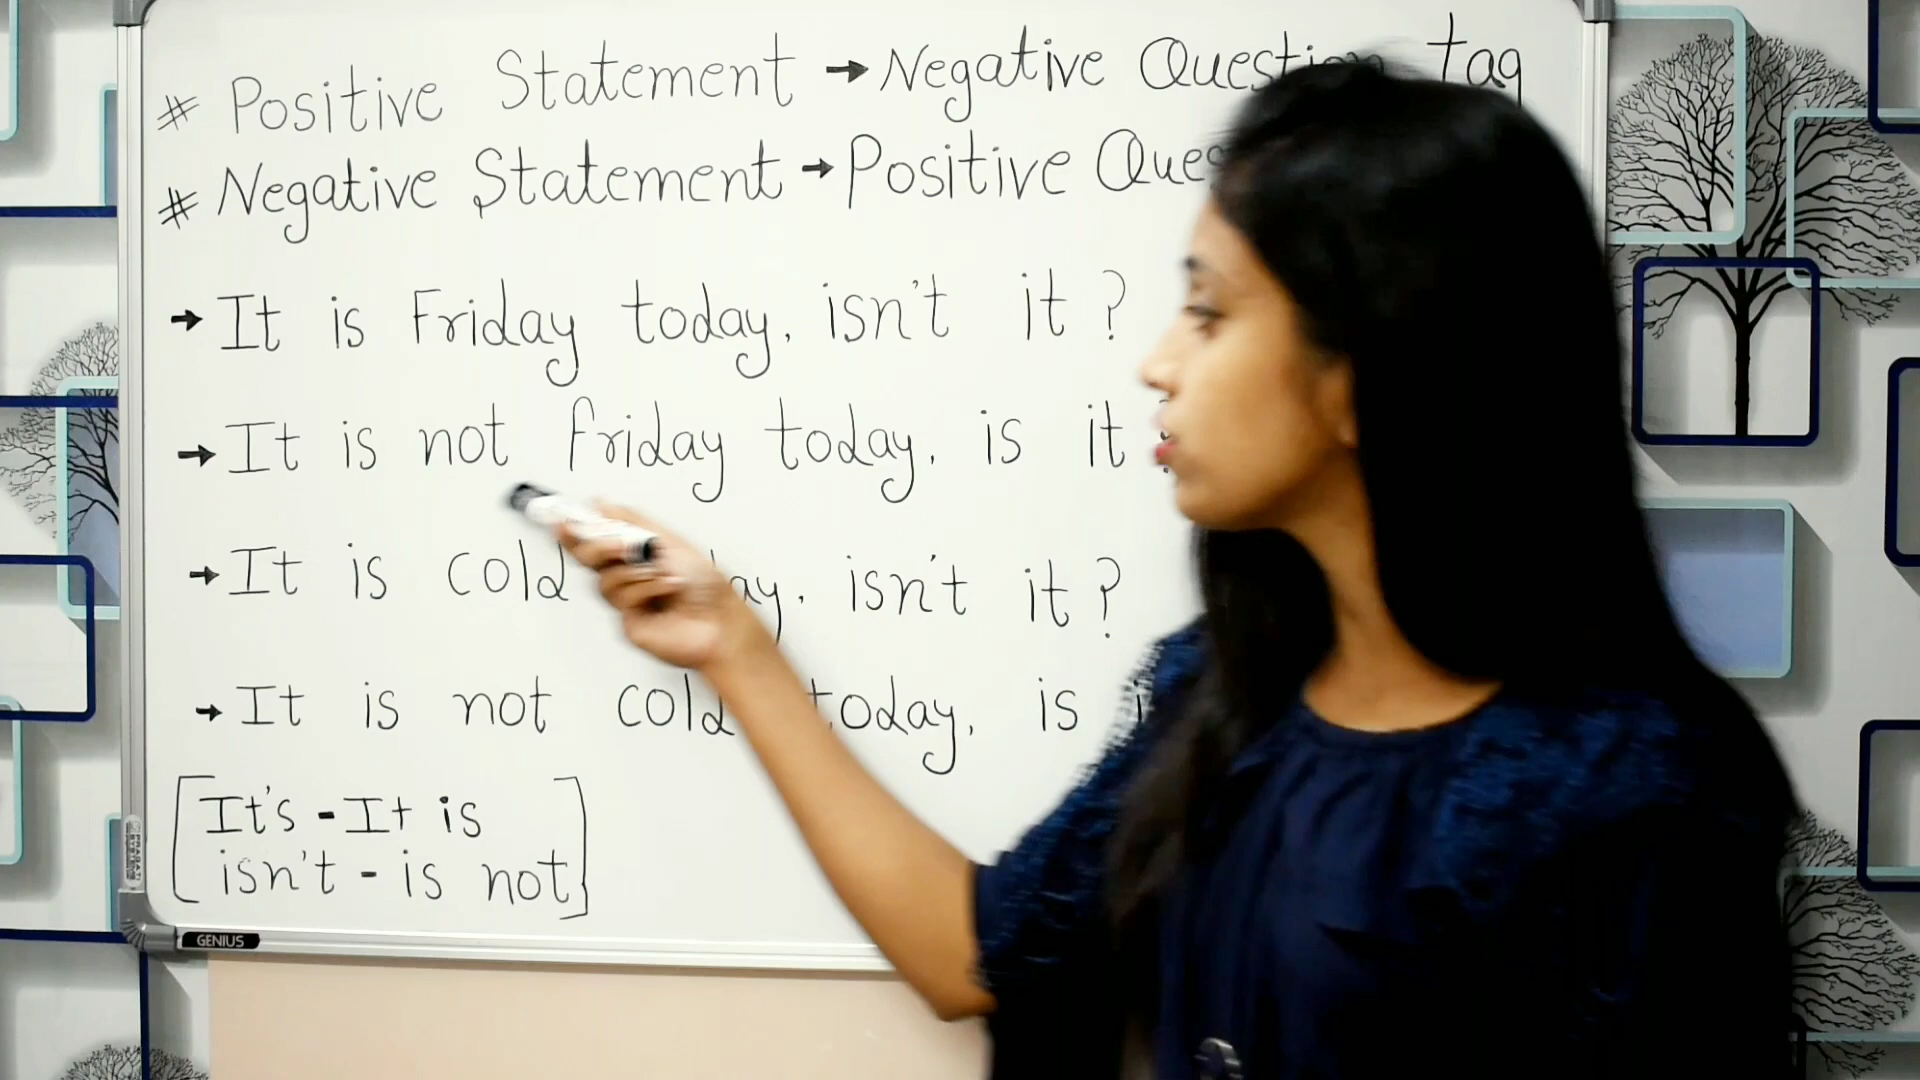 # Positive Statement → Negative Question tag
# Negative Statement → Positive
→ It is Friday today, isn't it ?
→ It is not Friday today, is it ?
→ It is cold isn't it ?
→ It is not cold today, is
[It's - It is
isn't - is not]
GENIUS